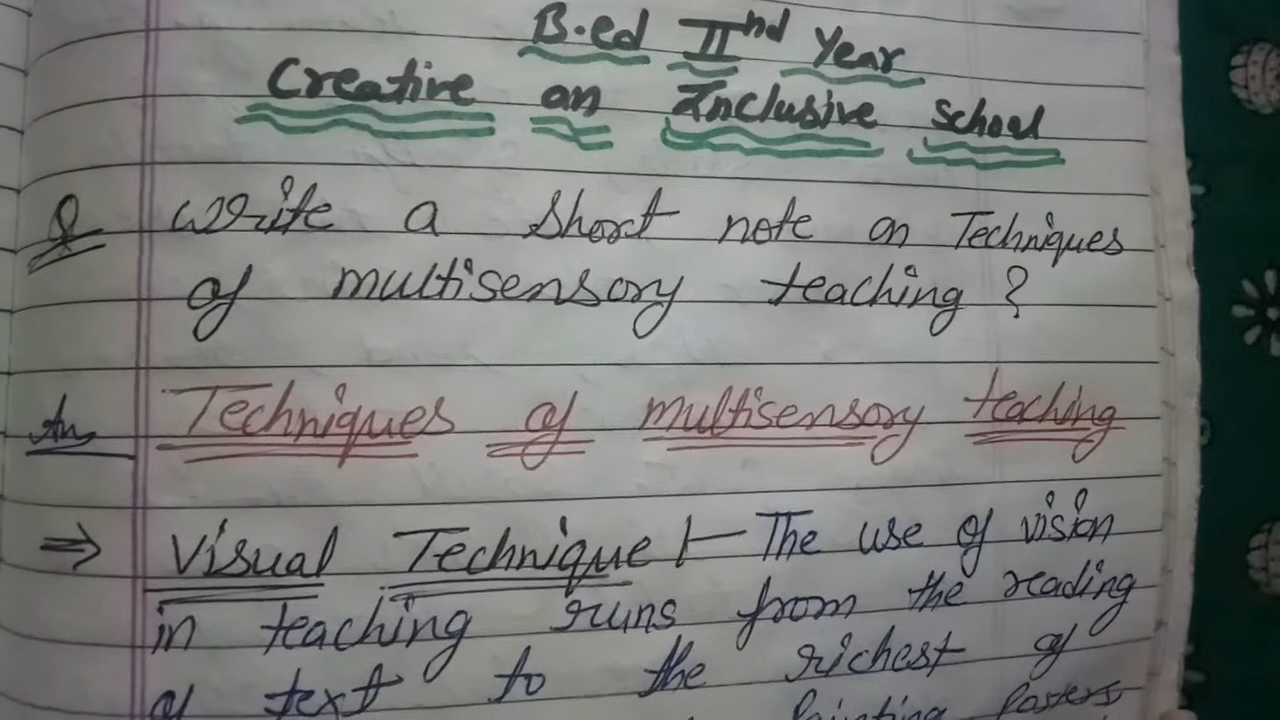 B.ed IInd Year
Creative an Inclusive School
Q Write a Short note on Techniques
of multisensory teaching ?
An Techniques of multisensory teaching
⇒ Visual Technique :- The use of vision
in teaching runs from the reading
of text to the richest of
Painting Posters